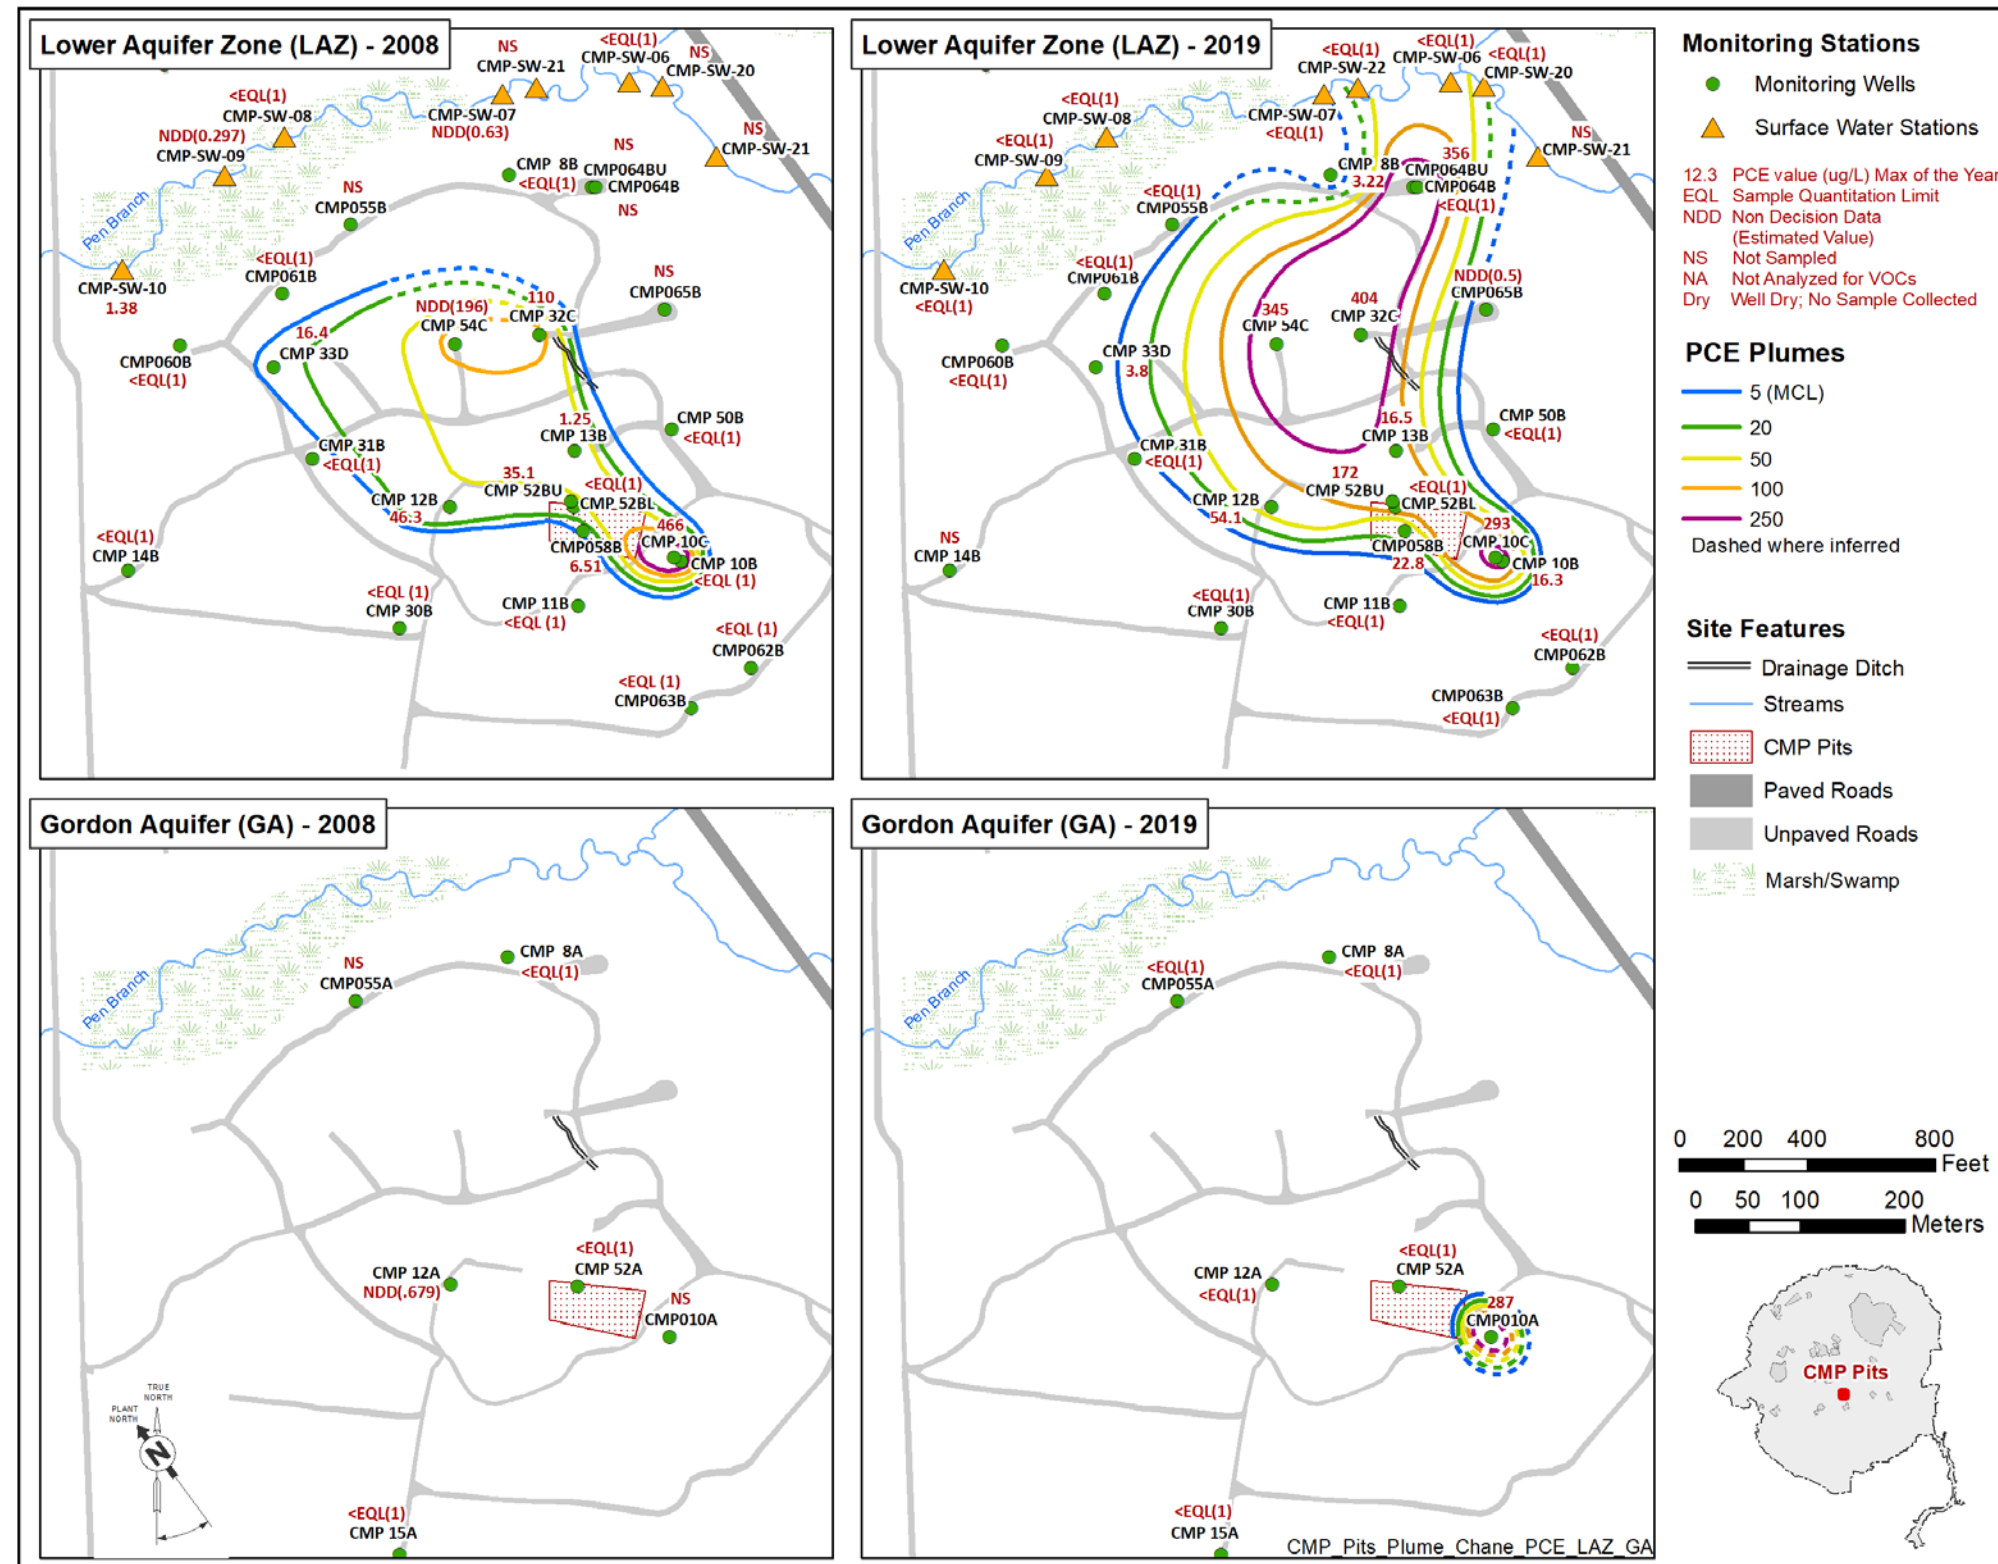 Lower Aquifer Zone (LAZ) - 2008
NS
CMP-SW-21
<EQL(1)
CMP-SW-06
NS
CMP-SW-20
<EQL(1)
CMP-SW-08
CMP-SW-07
NDD(0.63)
NDD(0.297)
CMP-SW-09
NS
CMP-SW-21
NS
CMP 8B
<EQL(1)
CMP064BU
CMP064B
NS
NS
CMP055B
Pen Branch
<EQL(1)
CMP061B
CMP-SW-10
1.38
NS
CMP065B
NDD(196)
CMP 54C
110
CMP 32C
16.4
CMP 33D
CMP060B
<EQL(1)
1.25
CMP 13B
CMP 50B
<EQL(1)
CMP 31B
<EQL(1)
35.1
CMP 52BU
<EQL(1)
CMP 52BL
CMP 12B
46.3
466
CMP 10C
CMP058B
6.51
CMP 10B
<EQL (1)
<EQL(1)
CMP 14B
<EQL (1)
CMP 30B
CMP 11B
<EQL (1)
<EQL (1)
CMP062B
<EQL (1)
CMP063B
Lower Aquifer Zone (LAZ) - 2019
<EQL(1)
CMP-SW-22
<EQL(1)
CMP-SW-06
<EQL(1)
CMP-SW-20
<EQL(1)
CMP-SW-08
CMP-SW-07
<EQL(1)
<EQL(1)
CMP-SW-09
NS
CMP-SW-21
356
CMP 8B
3.22
CMP064BU
CMP064B
<EQL(1)
<EQL(1)
CMP055B
Pen Branch
<EQL(1)
CMP061B
CMP-SW-10
<EQL(1)
NDD(0.5)
CMP065B
345
CMP 54C
404
CMP 32C
CMP 33D
3.8
CMP060B
<EQL(1)
16.5
CMP 13B
CMP 50B
<EQL(1)
CMP 31B
<EQL(1)
172
CMP 52BU
<EQL(1)
CMP 52BL
CMP 12B
54.1
293
CMP 10C
CMP058B
22.8
CMP 10B
16.3
NS
CMP 14B
<EQL(1)
CMP 30B
CMP 11B
<EQL(1)
<EQL(1)
CMP062B
CMP063B
<EQL(1)
Gordon Aquifer (GA) - 2008
CMP 8A
<EQL(1)
NS
CMP055A
Pen Branch
<EQL(1)
CMP 52A
CMP 12A
NDD(.679)
NS
CMP010A
TRUE
NORTH
PLANT
NORTH
N
<EQL(1)
CMP 15A
Gordon Aquifer (GA) - 2019
CMP 8A
<EQL(1)
<EQL(1)
CMP055A
Pen Branch
<EQL(1)
CMP 52A
CMP 12A
<EQL(1)
287
CMP010A
<EQL(1)
CMP 15A
CMP_Pits_Plume_Chane_PCE_LAZ_GA
Monitoring Stations
Monitoring Wells
Surface Water Stations
12.3 PCE value (ug/L) Max of the Year
EQL Sample Quantitation Limit
NDD Non Decision Data
(Estimated Value)
NS Not Sampled
NA Not Analyzed for VOCs
Dry Well Dry; No Sample Collected
PCE Plumes
5 (MCL)
20
50
100
250
Dashed where inferred
Site Features
Drainage Ditch
Streams
CMP Pits
Paved Roads
Unpaved Roads
Marsh/Swamp
0 200 400 800
Feet
0 50 100 200
Meters
CMP Pits